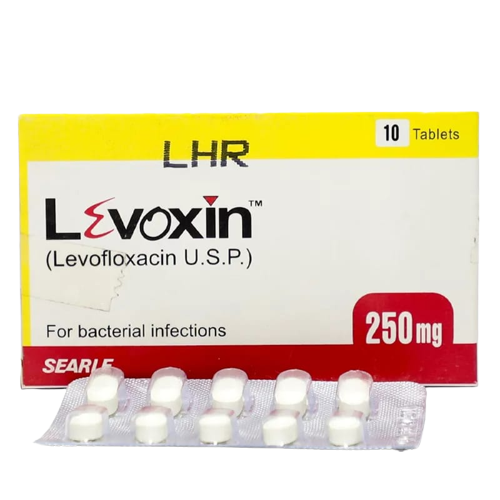 10 Tablets
LHR
Levoxin™
(Levofloxacin U.S.P.)
For bacterial infections
250mg
SEARLE